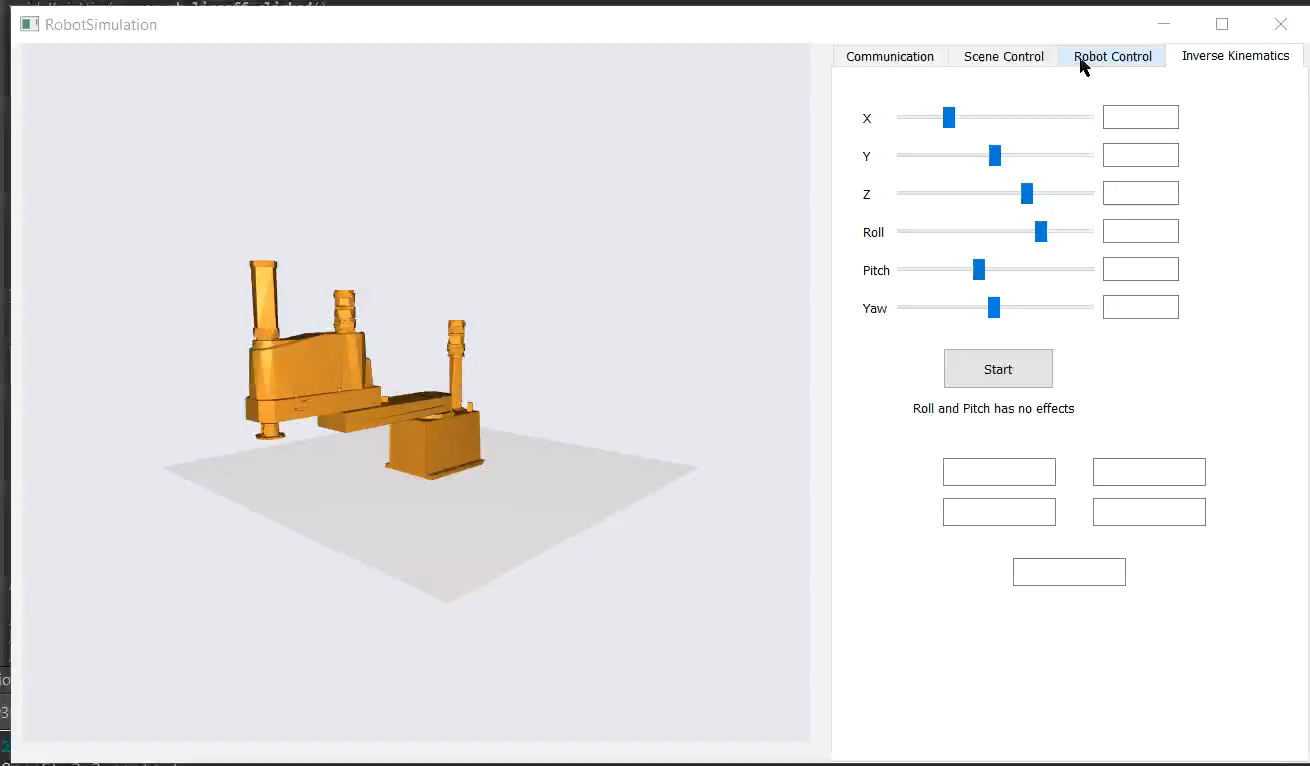 RobotSimulation
Communication Scene Control Robot Control Inverse Kinematics
X
Y
Z
Roll
Pitch
Yaw
Start
Roll and Pitch has no effects